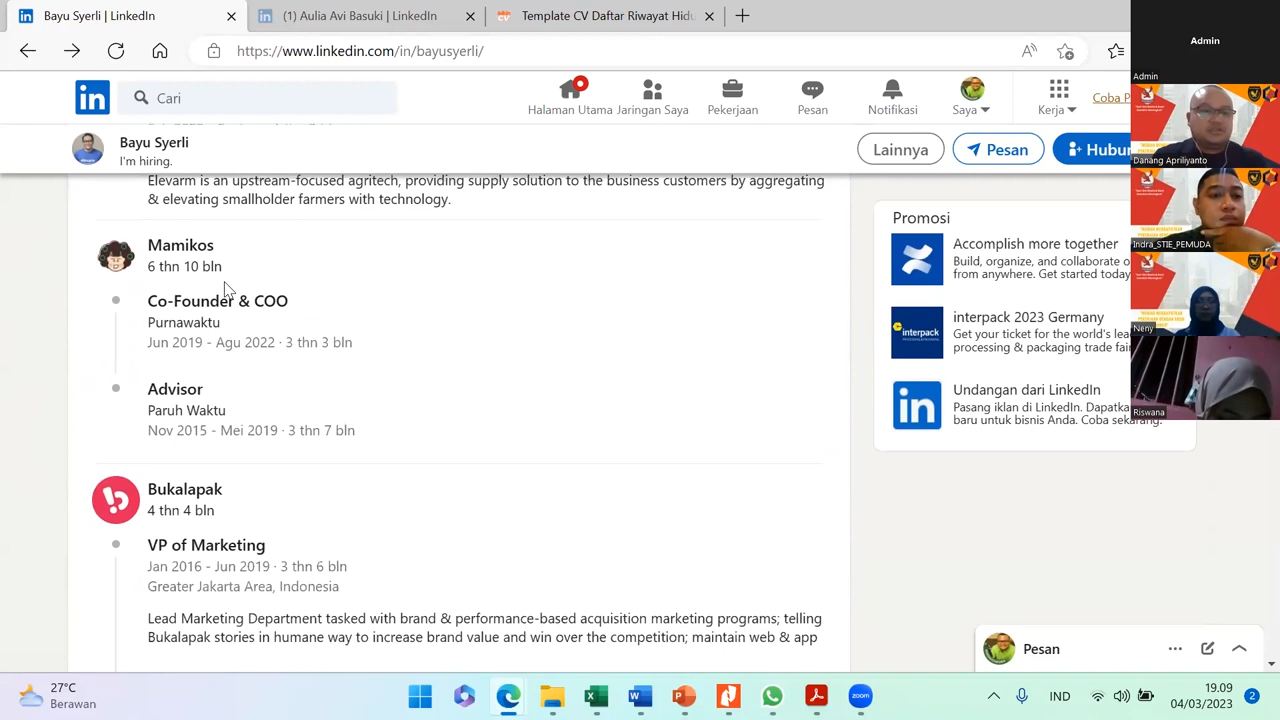 Bayu Syerli | LinkedIn
(1) Aulia Avi Basuki | LinkedIn
Template CV Daftar Riwayat Hidu
https://www.linkedin.com/in/bayusyerli/
in
Cari
Halaman Utama
Jaringan Saya
Pekerjaan
Pesan
Notifikasi
Saya
Kerja
Coba P
Bayu Syerli
I'm hiring.
Lainnya
Pesan
Hubun
Elevarm is an upstream-focused agritech, providing supply solution to the business customers by aggregating
& elevating smallholder farmers with technology.
Mamikos
6 thn 10 bln
Co-Founder & COO
Purnawaktu
Jun 2019 - Agu 2022 · 3 thn 3 bln
Advisor
Paruh Waktu
Nov 2015 - Mei 2019 · 3 thn 7 bln
Bukalapak
4 thn 4 bln
VP of Marketing
Jan 2016 - Jun 2019 · 3 thn 6 bln
Greater Jakarta Area, Indonesia
Lead Marketing Department tasked with brand & performance-based acquisition marketing programs; telling
Bukalapak stories in humane way to increase brand value and win over the competition; maintain web & app
Promosi
Accomplish more together
Build, organize, and collaborate o
from anywhere. Get started today
interpack
interpack 2023 Germany
Get your ticket for the world's lea
processing & packaging trade fair
in
Undangan dari LinkedIn
Pasang iklan di LinkedIn. Dapatka
baru untuk bisnis Anda. Coba sekarang.
Pesan
Admin
Admin
Danang Apriliyanto
Indra_STIE_PEMUDA
Neny
Riswana
27°C
Berawan
zoom
IND
19.09
04/03/2023
2